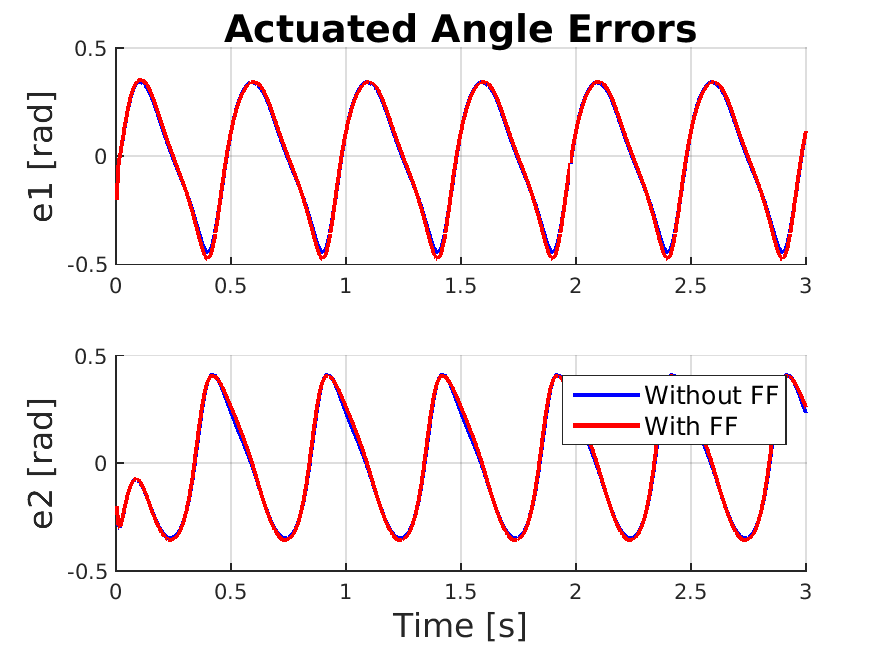 Actuated Angle Errors
0.5
0
-0.5
e1 [rad]
0 0.5 1 1.5 2 2.5 3
0.5
0
-0.5
e2 [rad]
Without FF
With FF
0 0.5 1 1.5 2 2.5 3
Time [s]